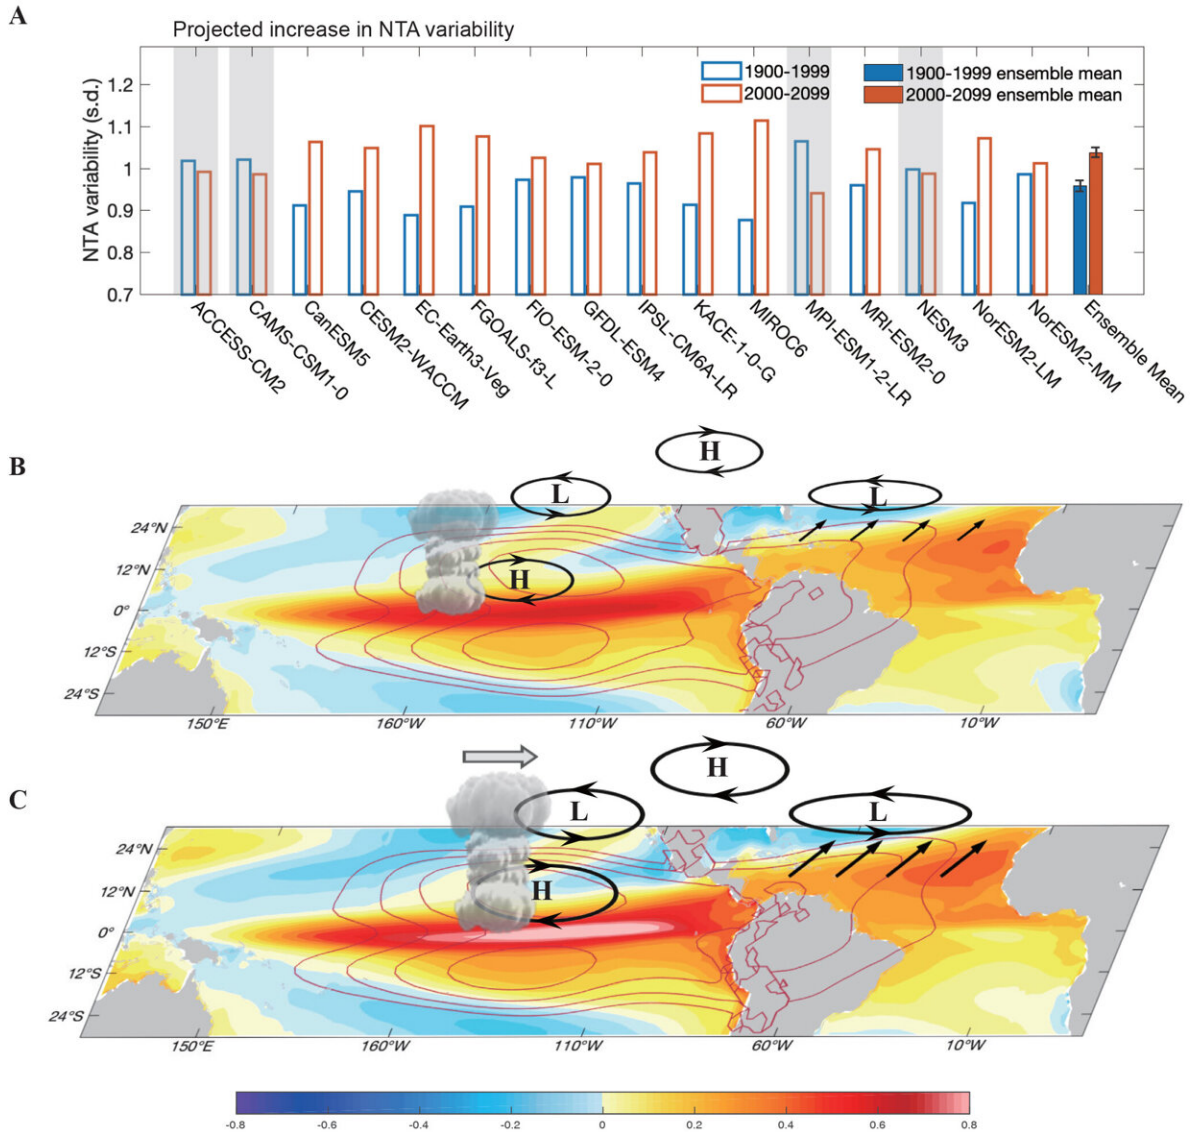 A
Projected increase in NTA variability
NTA variability (s.d.)
1.2
1.1
1
0.9
0.8
0.7
1900-1999
2000-2099
1900-1999 ensemble mean
2000-2099 ensemble mean
ACCESS-CM2
CAMS-CSM1-0
CanESM5
CESM2-WACCM
EC-Earth3-Veg
FGOALS-f3-L
FIO-ESM-2-0
GFDL-ESM4
IPSL-CM6A-LR
KACE-1-0-G
MIROC6
MPI-ESM1-2-LR
MRI-ESM2-0
NESM3
NorESM2-LM
NorESM2-MM
Ensemble Mean
B
H
L
L
H
24°N
12°N
0°
12°S
24°S
150°E 160°W 110°W 60°W 10°W
C
H
L
L
H
24°N
12°N
0°
12°S
24°S
150°E 160°W 110°W 60°W 10°W
-0.8 -0.6 -0.4 -0.2 0 0.2 0.4 0.6 0.8